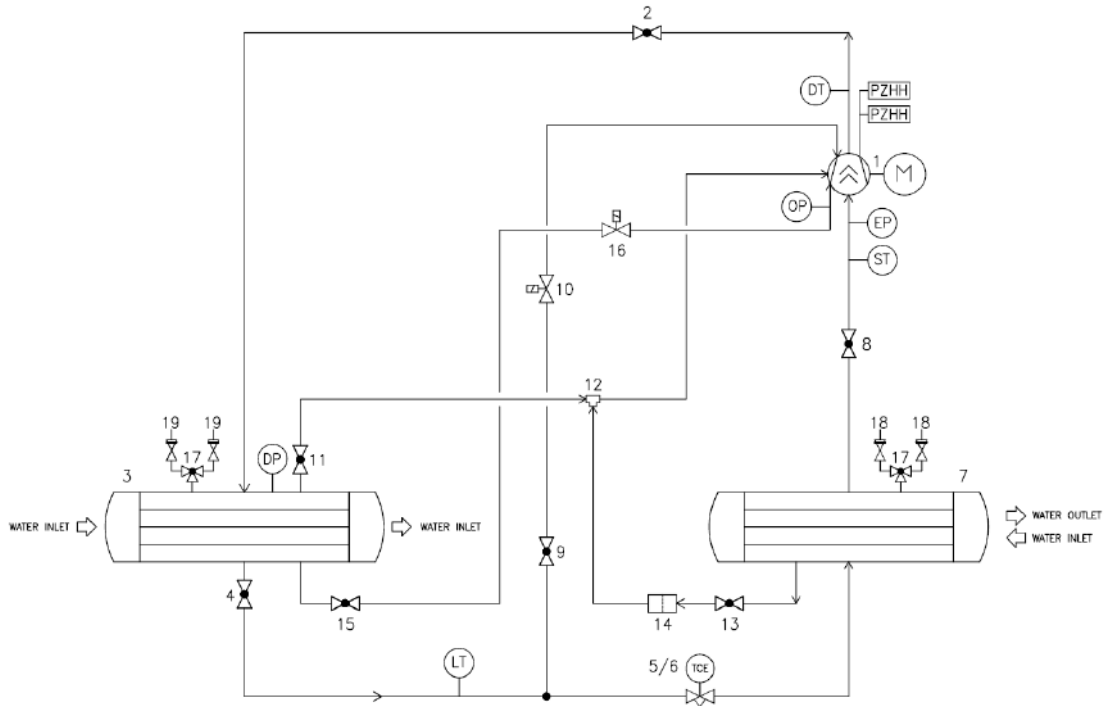 2
DT
PZHH
PZHH
1
M
OP
EP
ST
16
10
8
12
19 19
18 18
17
DP
11
17
3
7
WATER INLET
WATER INLET
WATER OUTLET
WATER INLET
9
4
15
14
13
LT
5/6
TCE